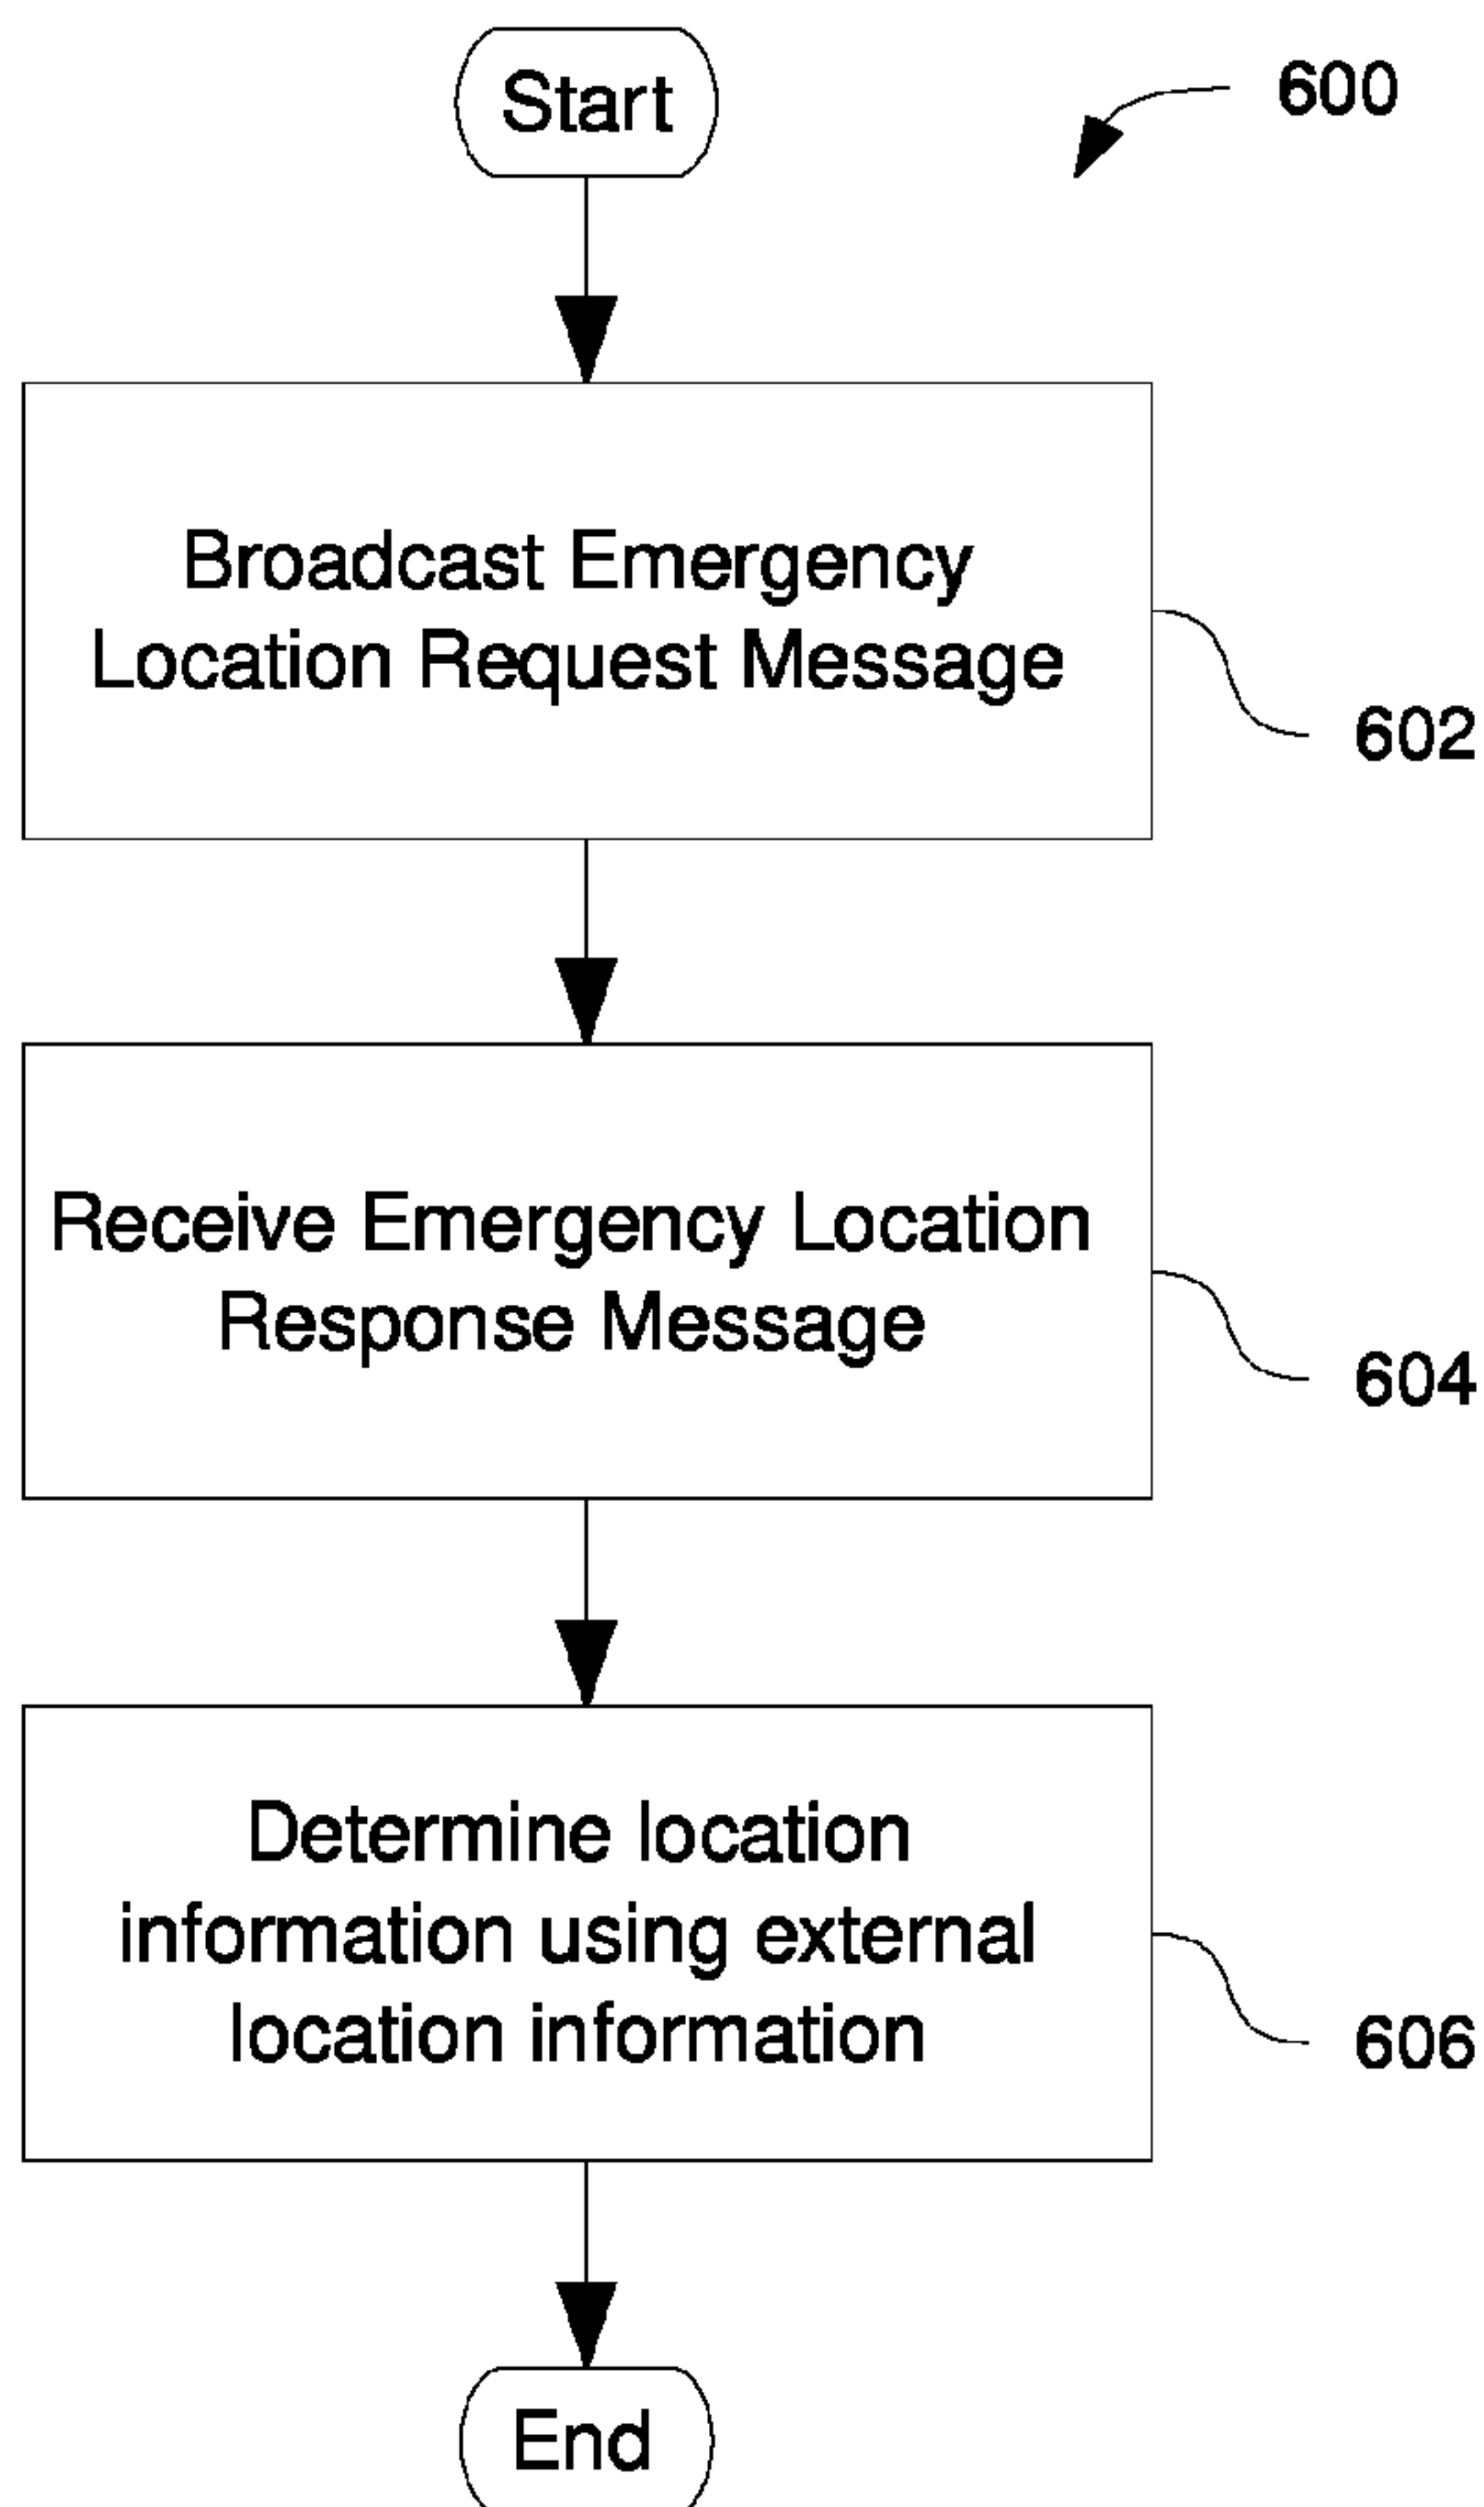 Start
600
Broadcast Emergency
Location Request Message
602
Receive Emergency Location
Response Message
604
Determine location
information using external
location information
606
End